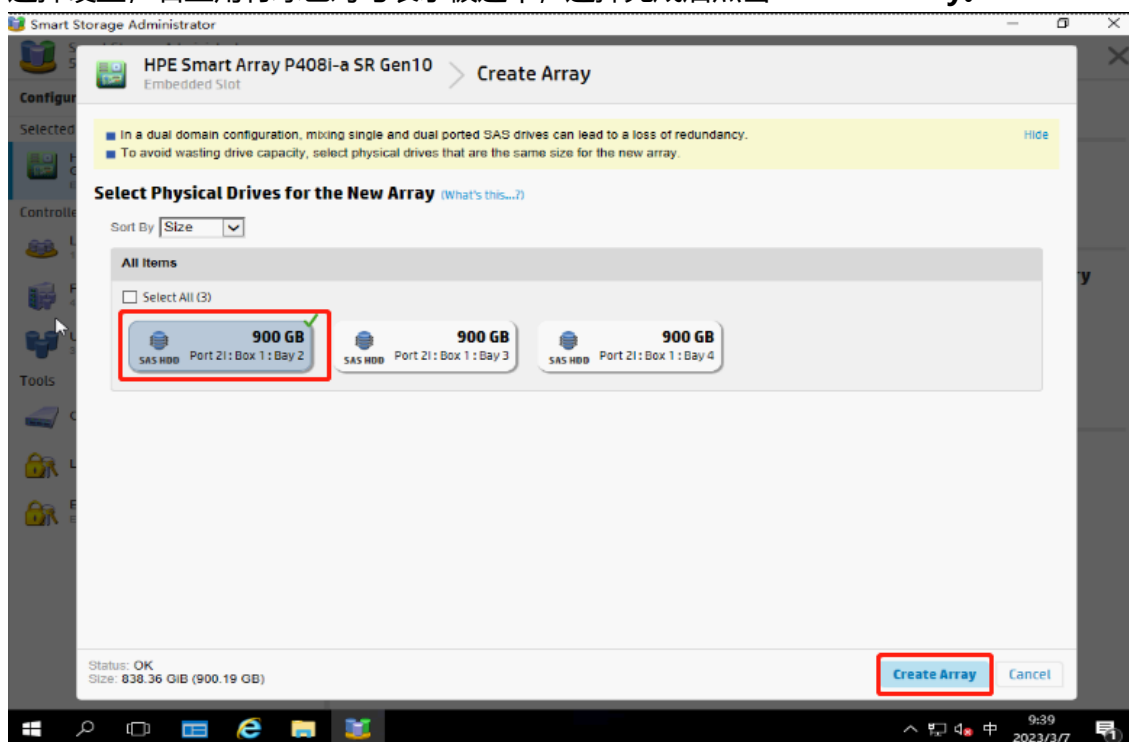 Smart Storage Administrator
HPE Smart Array P408i-a SR Gen10
Embedded Slot
Create Array
Configur
Selected
Controlle
Tools
In a dual domain configuration, mixing single and dual ported SAS drives can lead to a loss of redundancy.
Hide
To avoid wasting drive capacity, select physical drives that are the same size for the new array.
Select Physical Drives for the New Array (What's this...?)
Sort By Size
All Items
Select All (3)
900 GB
SAS HDD Port 2I : Box 1 : Bay 2
900 GB
SAS HDD Port 2I : Box 1 : Bay 3
900 GB
SAS HDD Port 2I : Box 1 : Bay 4
Status: OK
Size: 838.36 GiB (900.19 GB)
Create Array
Cancel
中
9:39
2023/3/7